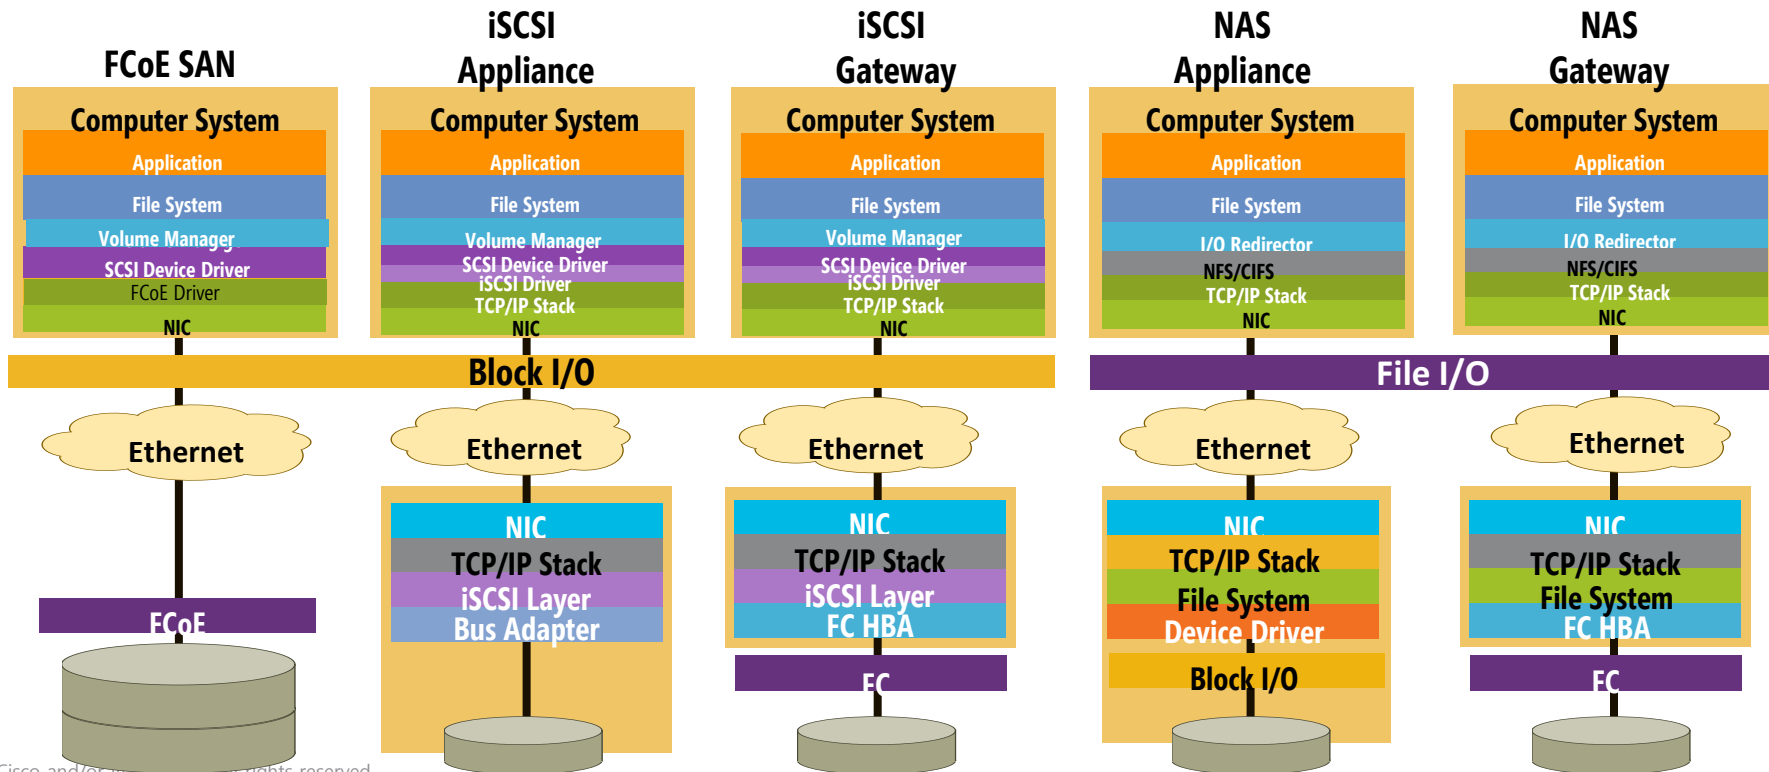 FCoE SAN
iSCSI
Appliance
iSCSI
Gateway
NAS
Appliance
NAS
Gateway
Computer System
Application
File System
Volume Manager
SCSI Device Driver
FCoE Driver
NIC
Computer System
Application
File System
Volume Manager
SCSI Device Driver
iSCSI Driver
TCP/IP Stack
NIC
Computer System
Application
File System
Volume Manager
SCSI Device Driver
iSCSI Driver
TCP/IP Stack
NIC
Computer System
Application
File System
I/O Redirector
NFS/CIFS
TCP/IP Stack
NIC
Computer System
Application
File System
I/O Redirector
NFS/CIFS
TCP/IP Stack
NIC
Block I/O
File I/O
Ethernet
Ethernet
Ethernet
Ethernet
Ethernet
FCoE
NIC
TCP/IP Stack
iSCSI Layer
Bus Adapter
NIC
TCP/IP Stack
iSCSI Layer
FC HBA
FC
NIC
TCP/IP Stack
File System
Device Driver
Block I/O
NIC
TCP/IP Stack
File System
FC HBA
FC
Cisco and/or rights reserved